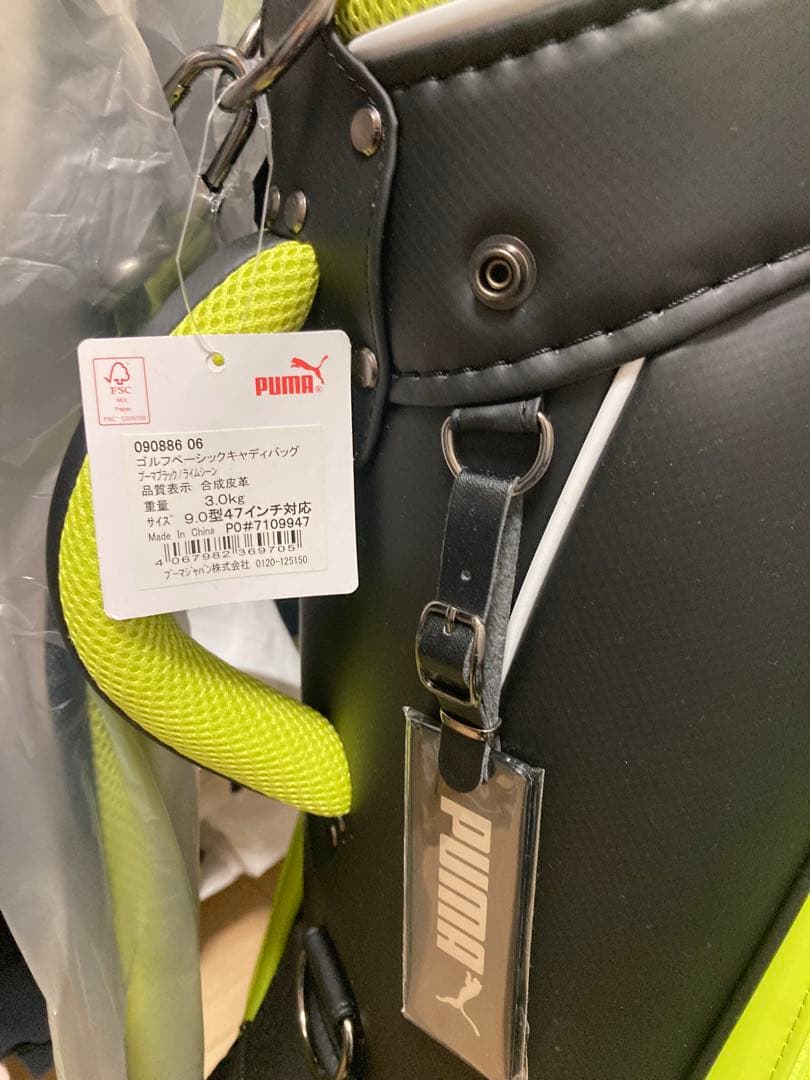 FSC
MIX
Paper
PUMA®
090886 06
ゴルフベーシックキャディバッグ
プーマブラック/ライムシーン
品質表示 合成皮革
重量 3.0kg
サイズ 9.0型47インチ対応
Made In China PO#7109947
4 067982 369705
プーマジャパン株式会社 0120-125150
PUMA